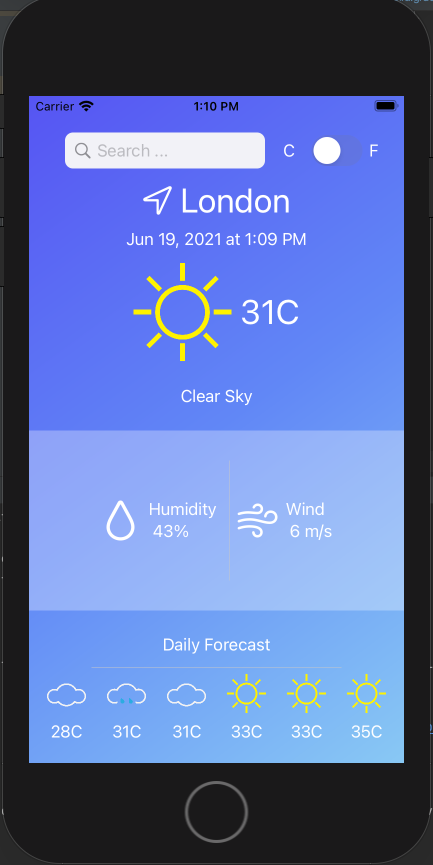 Carrier 1:10 PM
Search ... C F
London
Jun 19, 2021 at 1:09 PM
31C
Clear Sky
Humidity Wind
43% 6 m/s
Daily Forecast
28C 31C 31C 33C 33C 35C